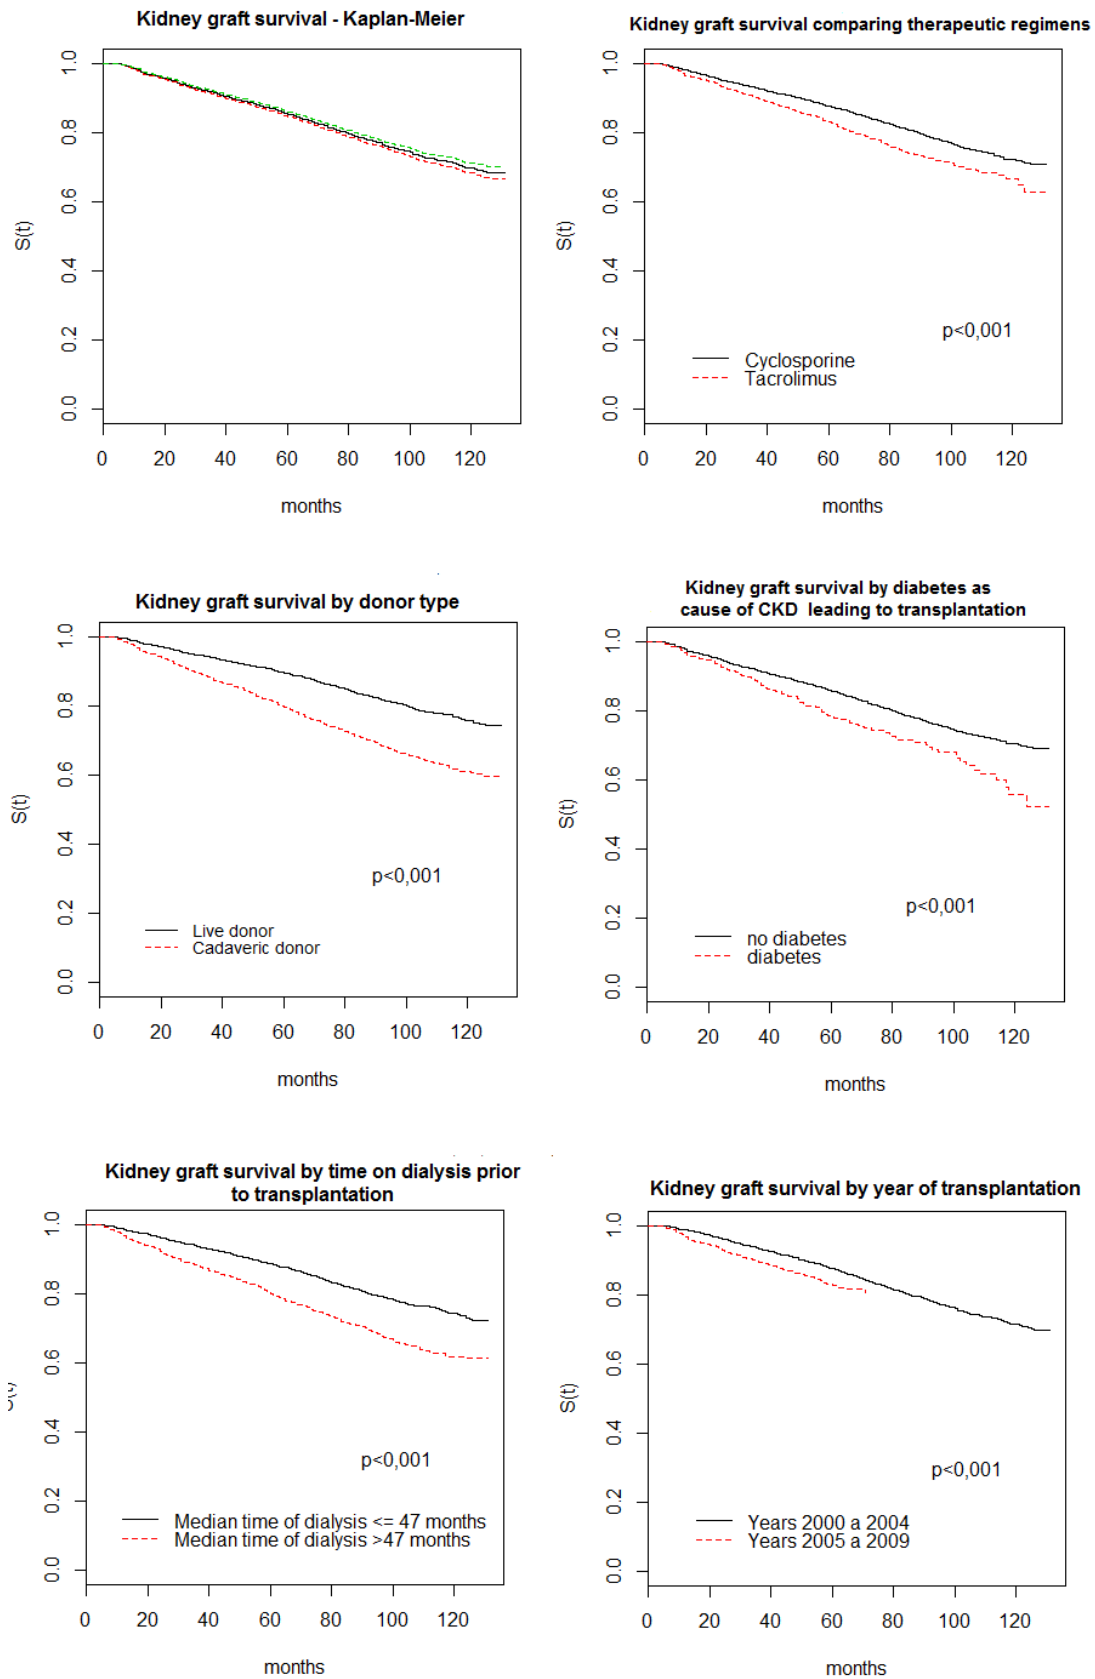 Kidney graft survival - Kaplan-Meier
1.0
0.8
0.6
0.4
0.2
0.0
S(t)
0 20 40 60 80 100 120
months
Kidney graft survival comparing therapeutic regimens
1.0
0.8
0.6
0.4
0.2
0.0
S(t)
p<0,001
Cyclosporine
Tacrolimus
0 20 40 60 80 100 120
months
Kidney graft survival by donor type
1.0
0.8
0.6
0.4
0.2
0.0
S(t)
p<0,001
Live donor
Cadaveric donor
0 20 40 60 80 100 120
months
Kidney graft survival by diabetes as
cause of CKD leading to transplantation
1.0
0.8
0.6
0.4
0.2
0.0
S(t)
p<0,001
no diabetes
diabetes
0 20 40 60 80 100 120
months
Kidney graft survival by time on dialysis prior
to transplantation
1.0
0.8
0.6
0.4
0.2
0.0
S(t)
p<0,001
Median time of dialysis <= 47 months
Median time of dialysis >47 months
0 20 40 60 80 100 120
months
Kidney graft survival by year of transplantation
1.0
0.8
0.6
0.4
0.2
0.0
S(t)
p<0,001
Years 2000 a 2004
Years 2005 a 2009
0 20 40 60 80 100 120
months